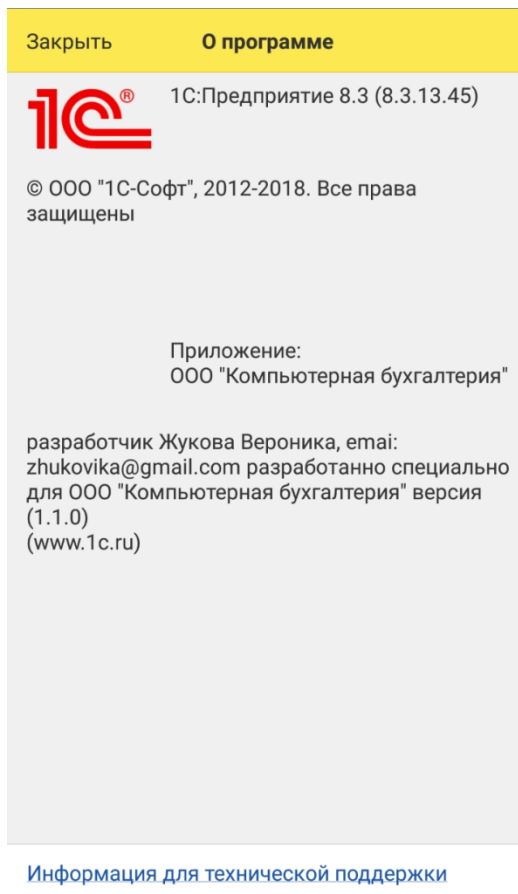 Закрыть О программе
1С® 1С:Предприятие 8.3 (8.3.13.45)
© ООО "1С-Софт", 2012-2018. Все права
защищены
Приложение:
ООО "Компьютерная бухгалтерия"
разработчик Жукова Вероника, emai:
zhukovika@gmail.com разработанно специально
для ООО "Компьютерная бухгалтерия" версия
(1.1.0)
(www.1c.ru)
Информация для технической поддержки